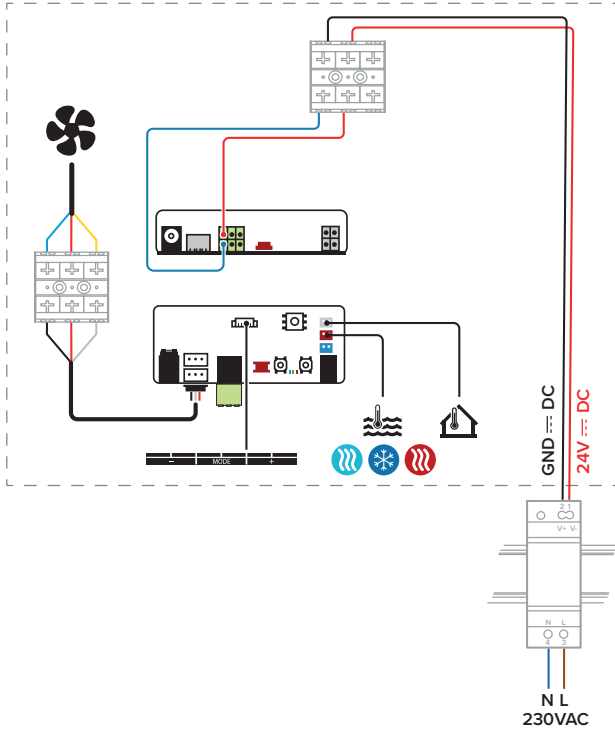 − MODE +
GND ⎓ DC
24V ⎓ DC
2 1
V+ V-
N L
4 3
N L
230VAC